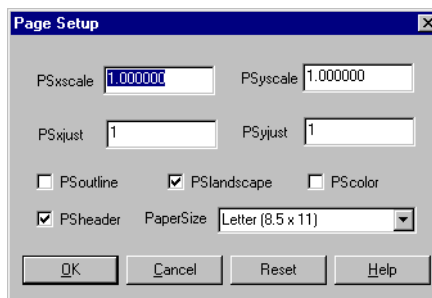 Page Setup
PSxscale 1.000000 PSyscale 1.000000
PSxjust 1 PSyjust 1
PSoutline PSlandscape PScolor
PSheader PaperSize Letter (8.5 x 11)
OK Cancel Reset Help